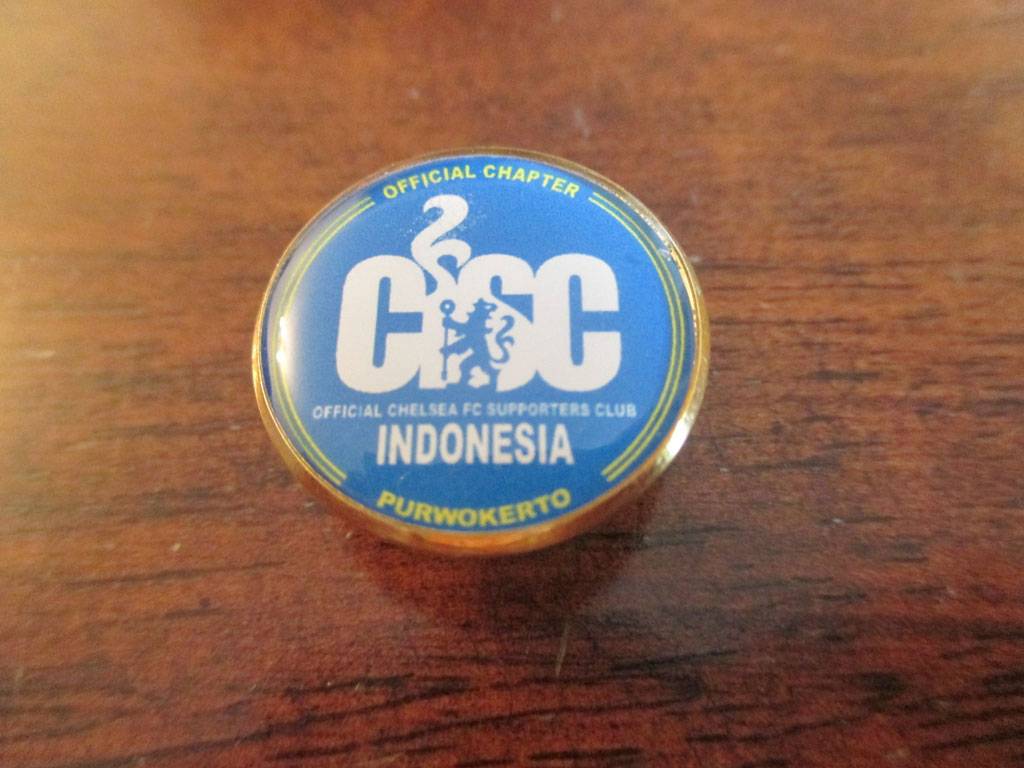 OFFICIAL CHAPTER
CISC
OFFICIAL CHELSEA FC SUPPORTERS CLUB
INDONESIA
PURWOKERTO